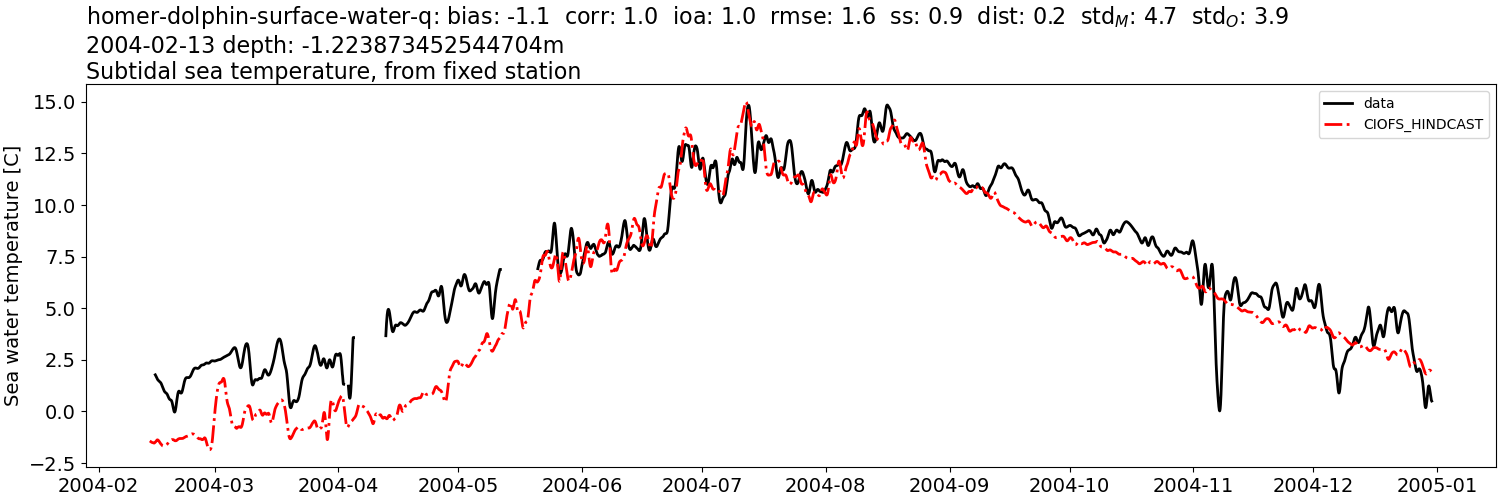 homer-dolphin-surface-water-q: bias: -1.1 corr: 1.0 ioa: 1.0 rmse: 1.6 ss: 0.9 dist: 0.2 std_M: 4.7 std_O: 3.9
2004-02-13 depth: -1.223873452544704m
Subtidal sea temperature, from fixed station
Sea water temperature [C]
15.0
12.5
10.0
7.5
5.0
2.5
0.0
−2.5
data
CIOFS_HINDCAST
2004-02 2004-03 2004-04 2004-05 2004-06 2004-07 2004-08 2004-09 2004-10 2004-11 2004-12 2005-01